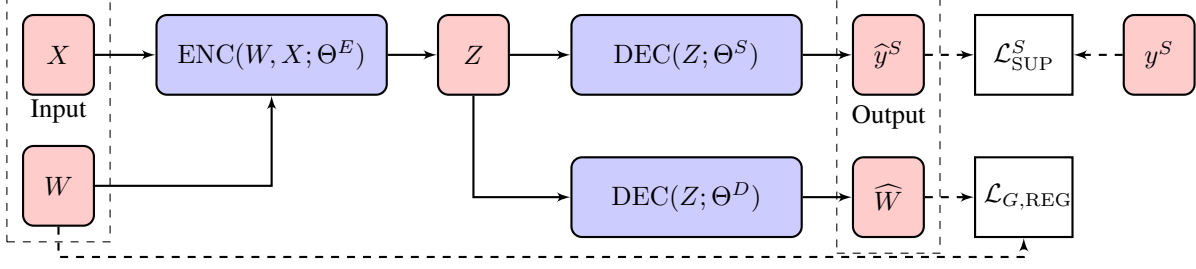 X
ENC(W, X; Θ^E)
Z
DEC(Z; Θ^S)
ŷ^S
ℒ^S_SUP
y^S
Input
Output
W
DEC(Z; Θ^D)
Ŵ
ℒ_G,REG